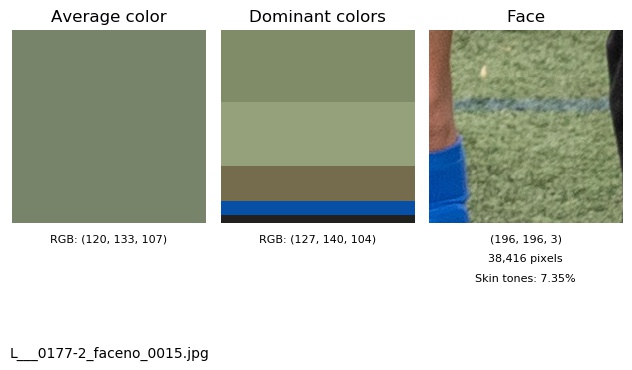 Average color
Dominant colors
Face
RGB: (120, 133, 107)
RGB: (127, 140, 104)
(196, 196, 3)
38,416 pixels
Skin tones: 7.35%
L___0177-2_faceno_0015.jpg